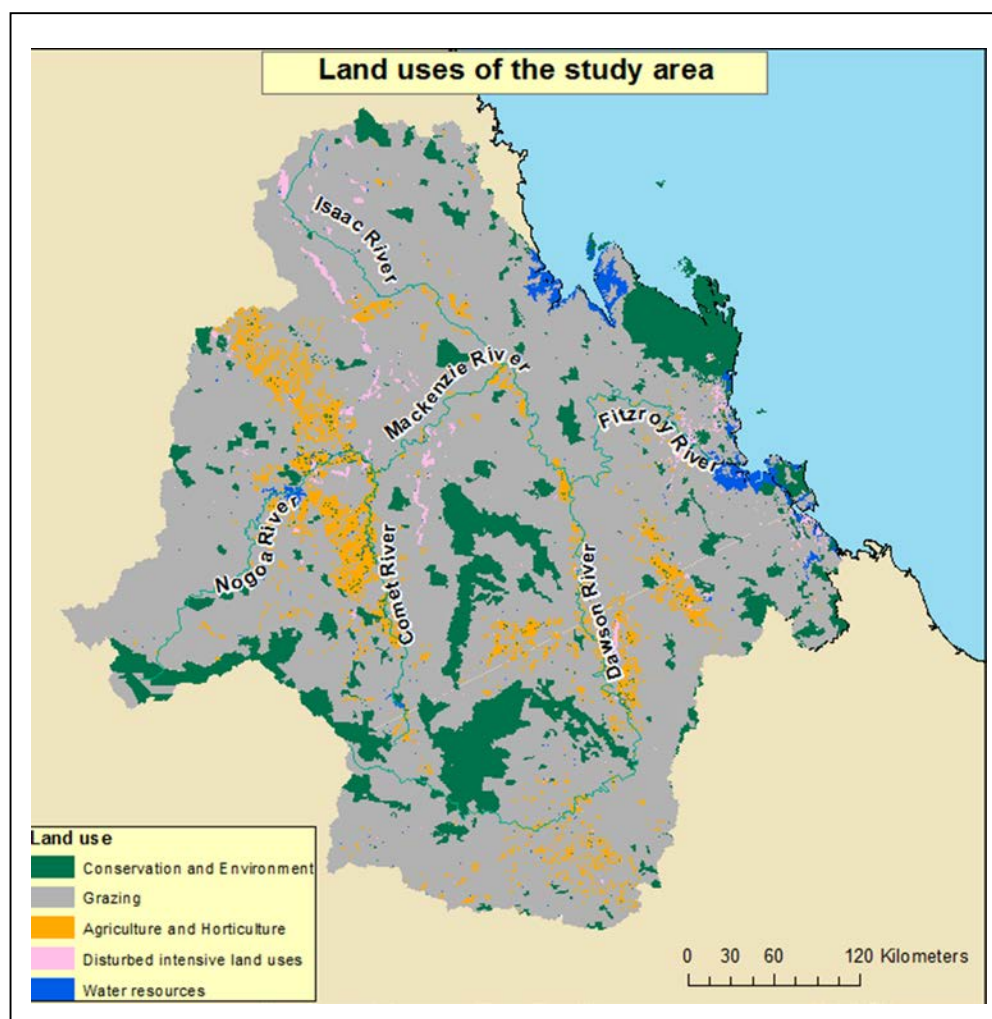 Land uses of the study area
Isaac River
Mackenzie River
Fitzroy River
Nogoa River
Comet River
Dawson River
Land use
Conservation and Environment
Grazing
Agriculture and Horticulture
Disturbed intensive land uses
Water resources
0 30 60 120 Kilometers